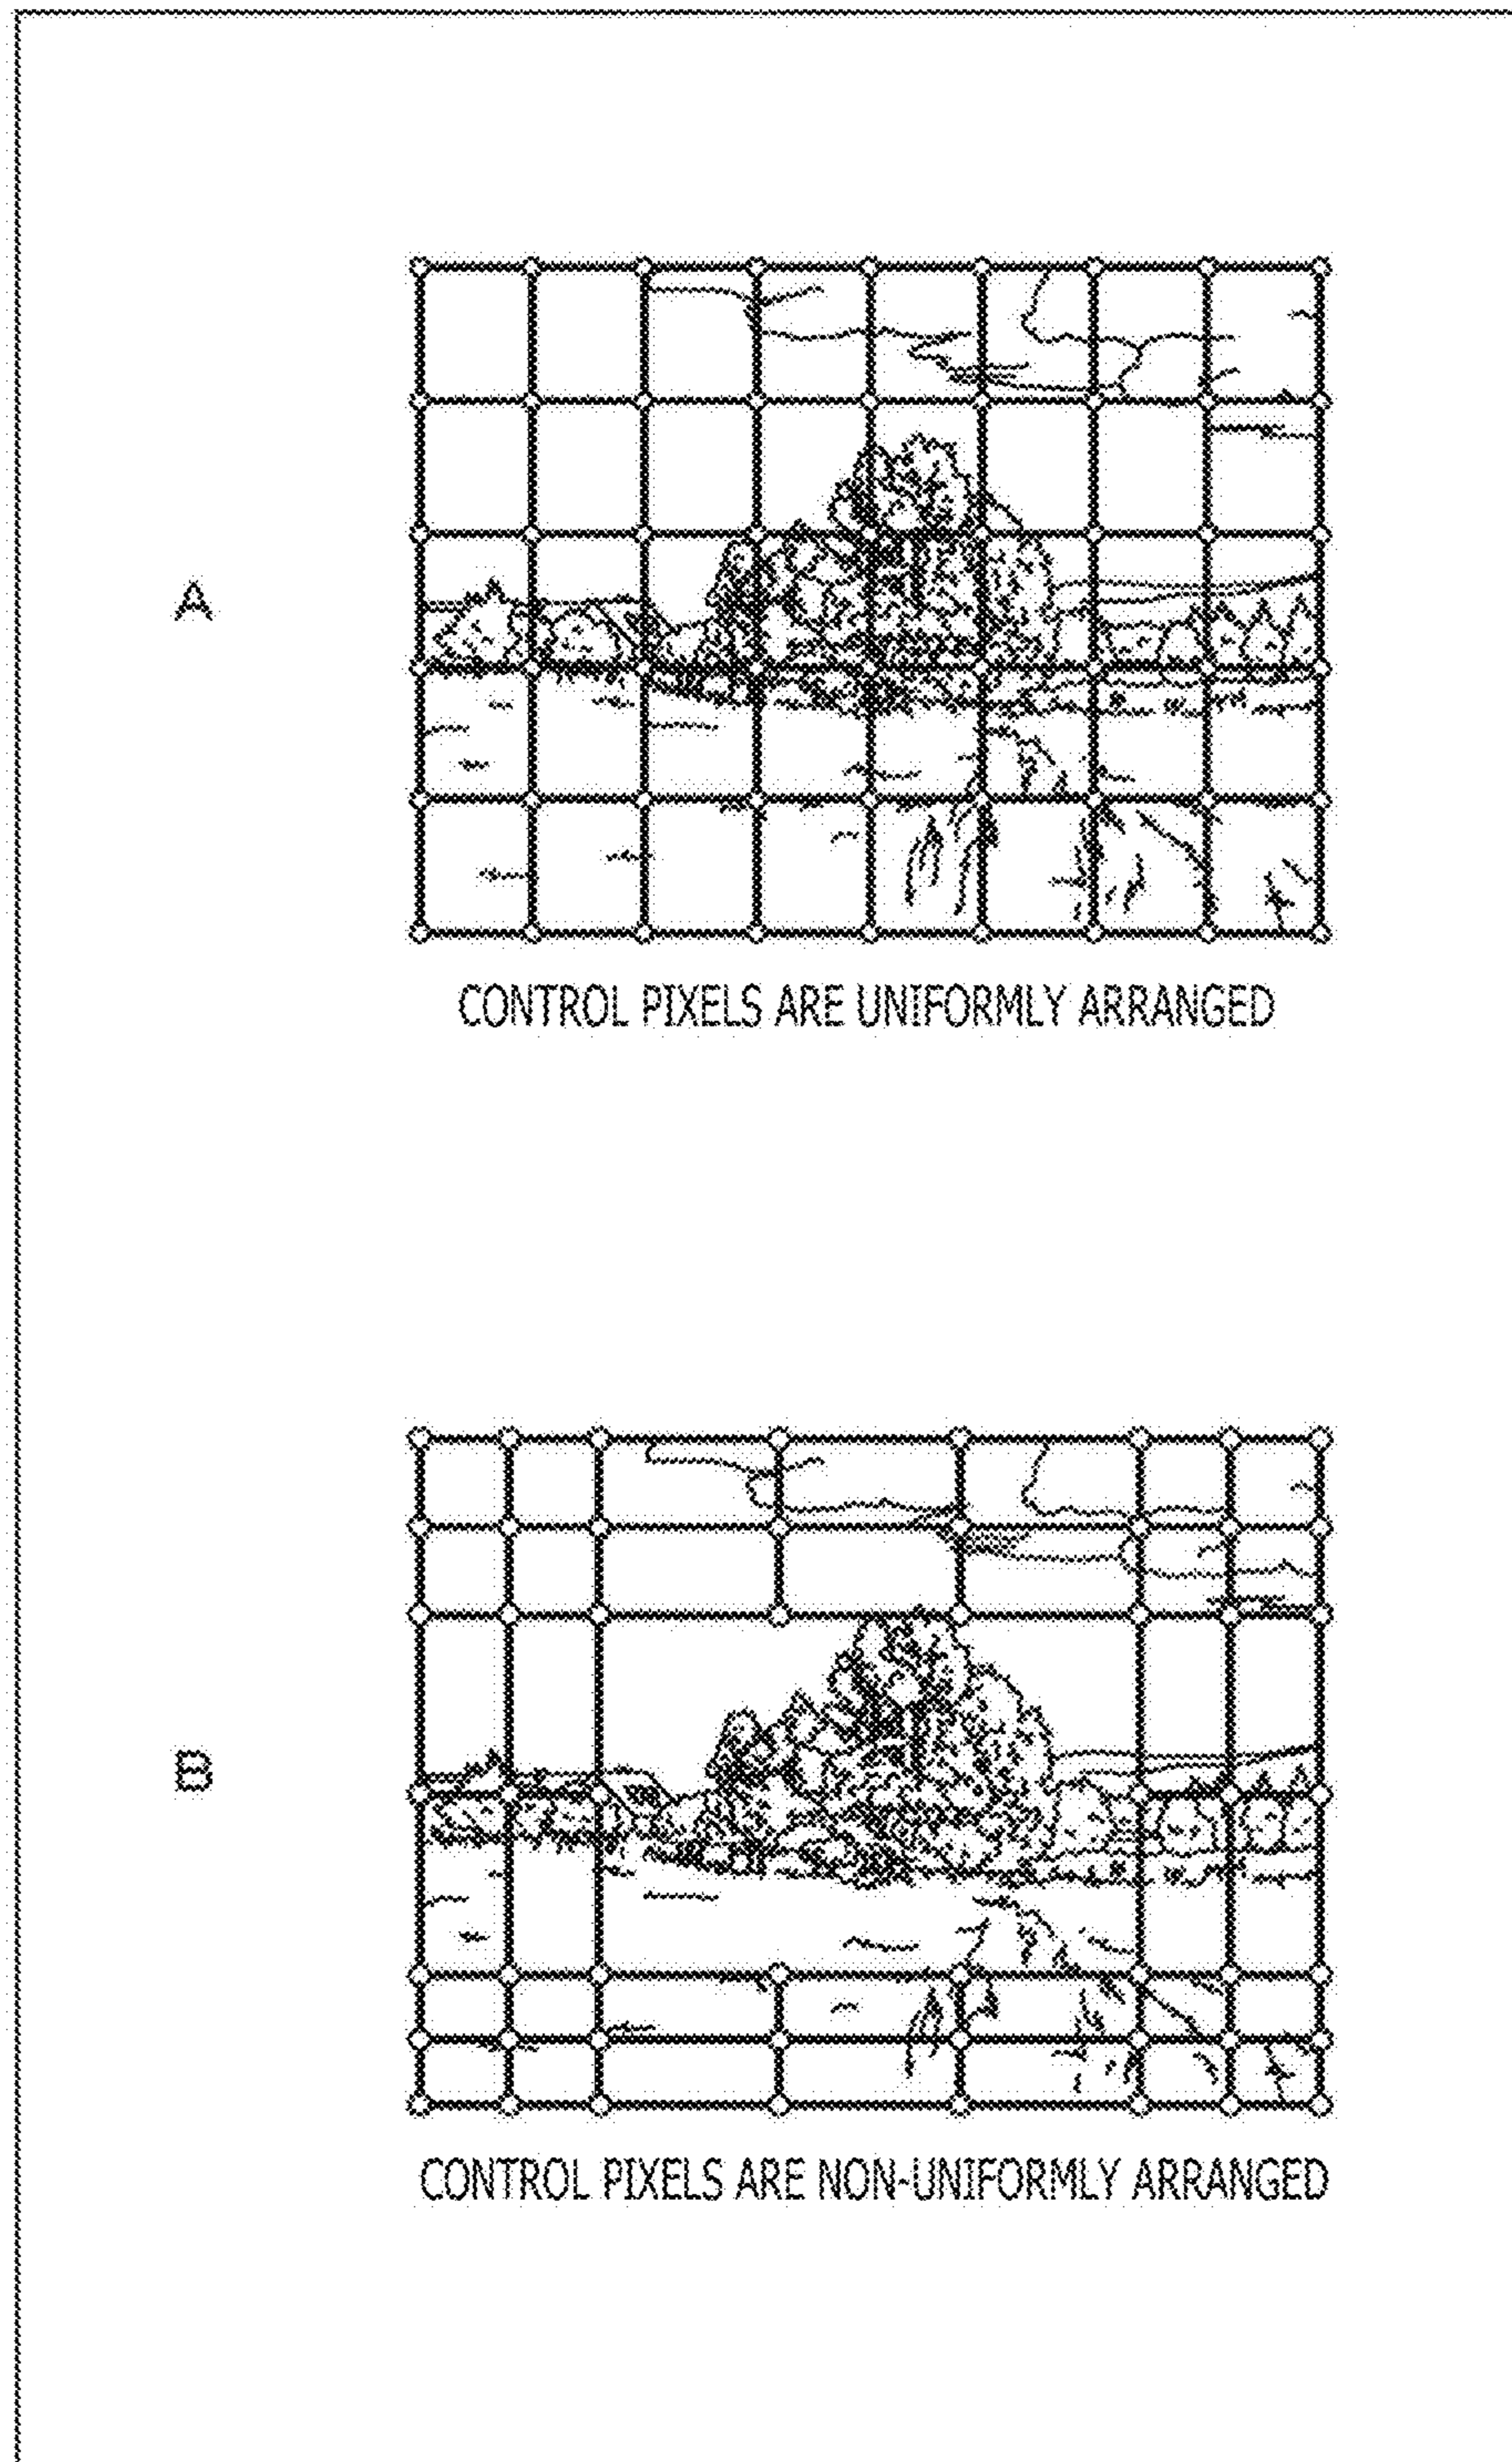 A
CONTROL PIXELS ARE UNIFORMLY ARRANGED
B
CONTROL PIXELS ARE NON-UNIFORMLY ARRANGED